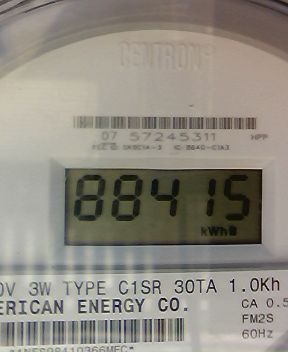 CENTRON®
07 57245311 HPP
88415
kWh
0V 3W TYPE C1SR 30TA 1.0Kh
ERICAN ENERGY CO. CA 0.5
FM2S
60Hz